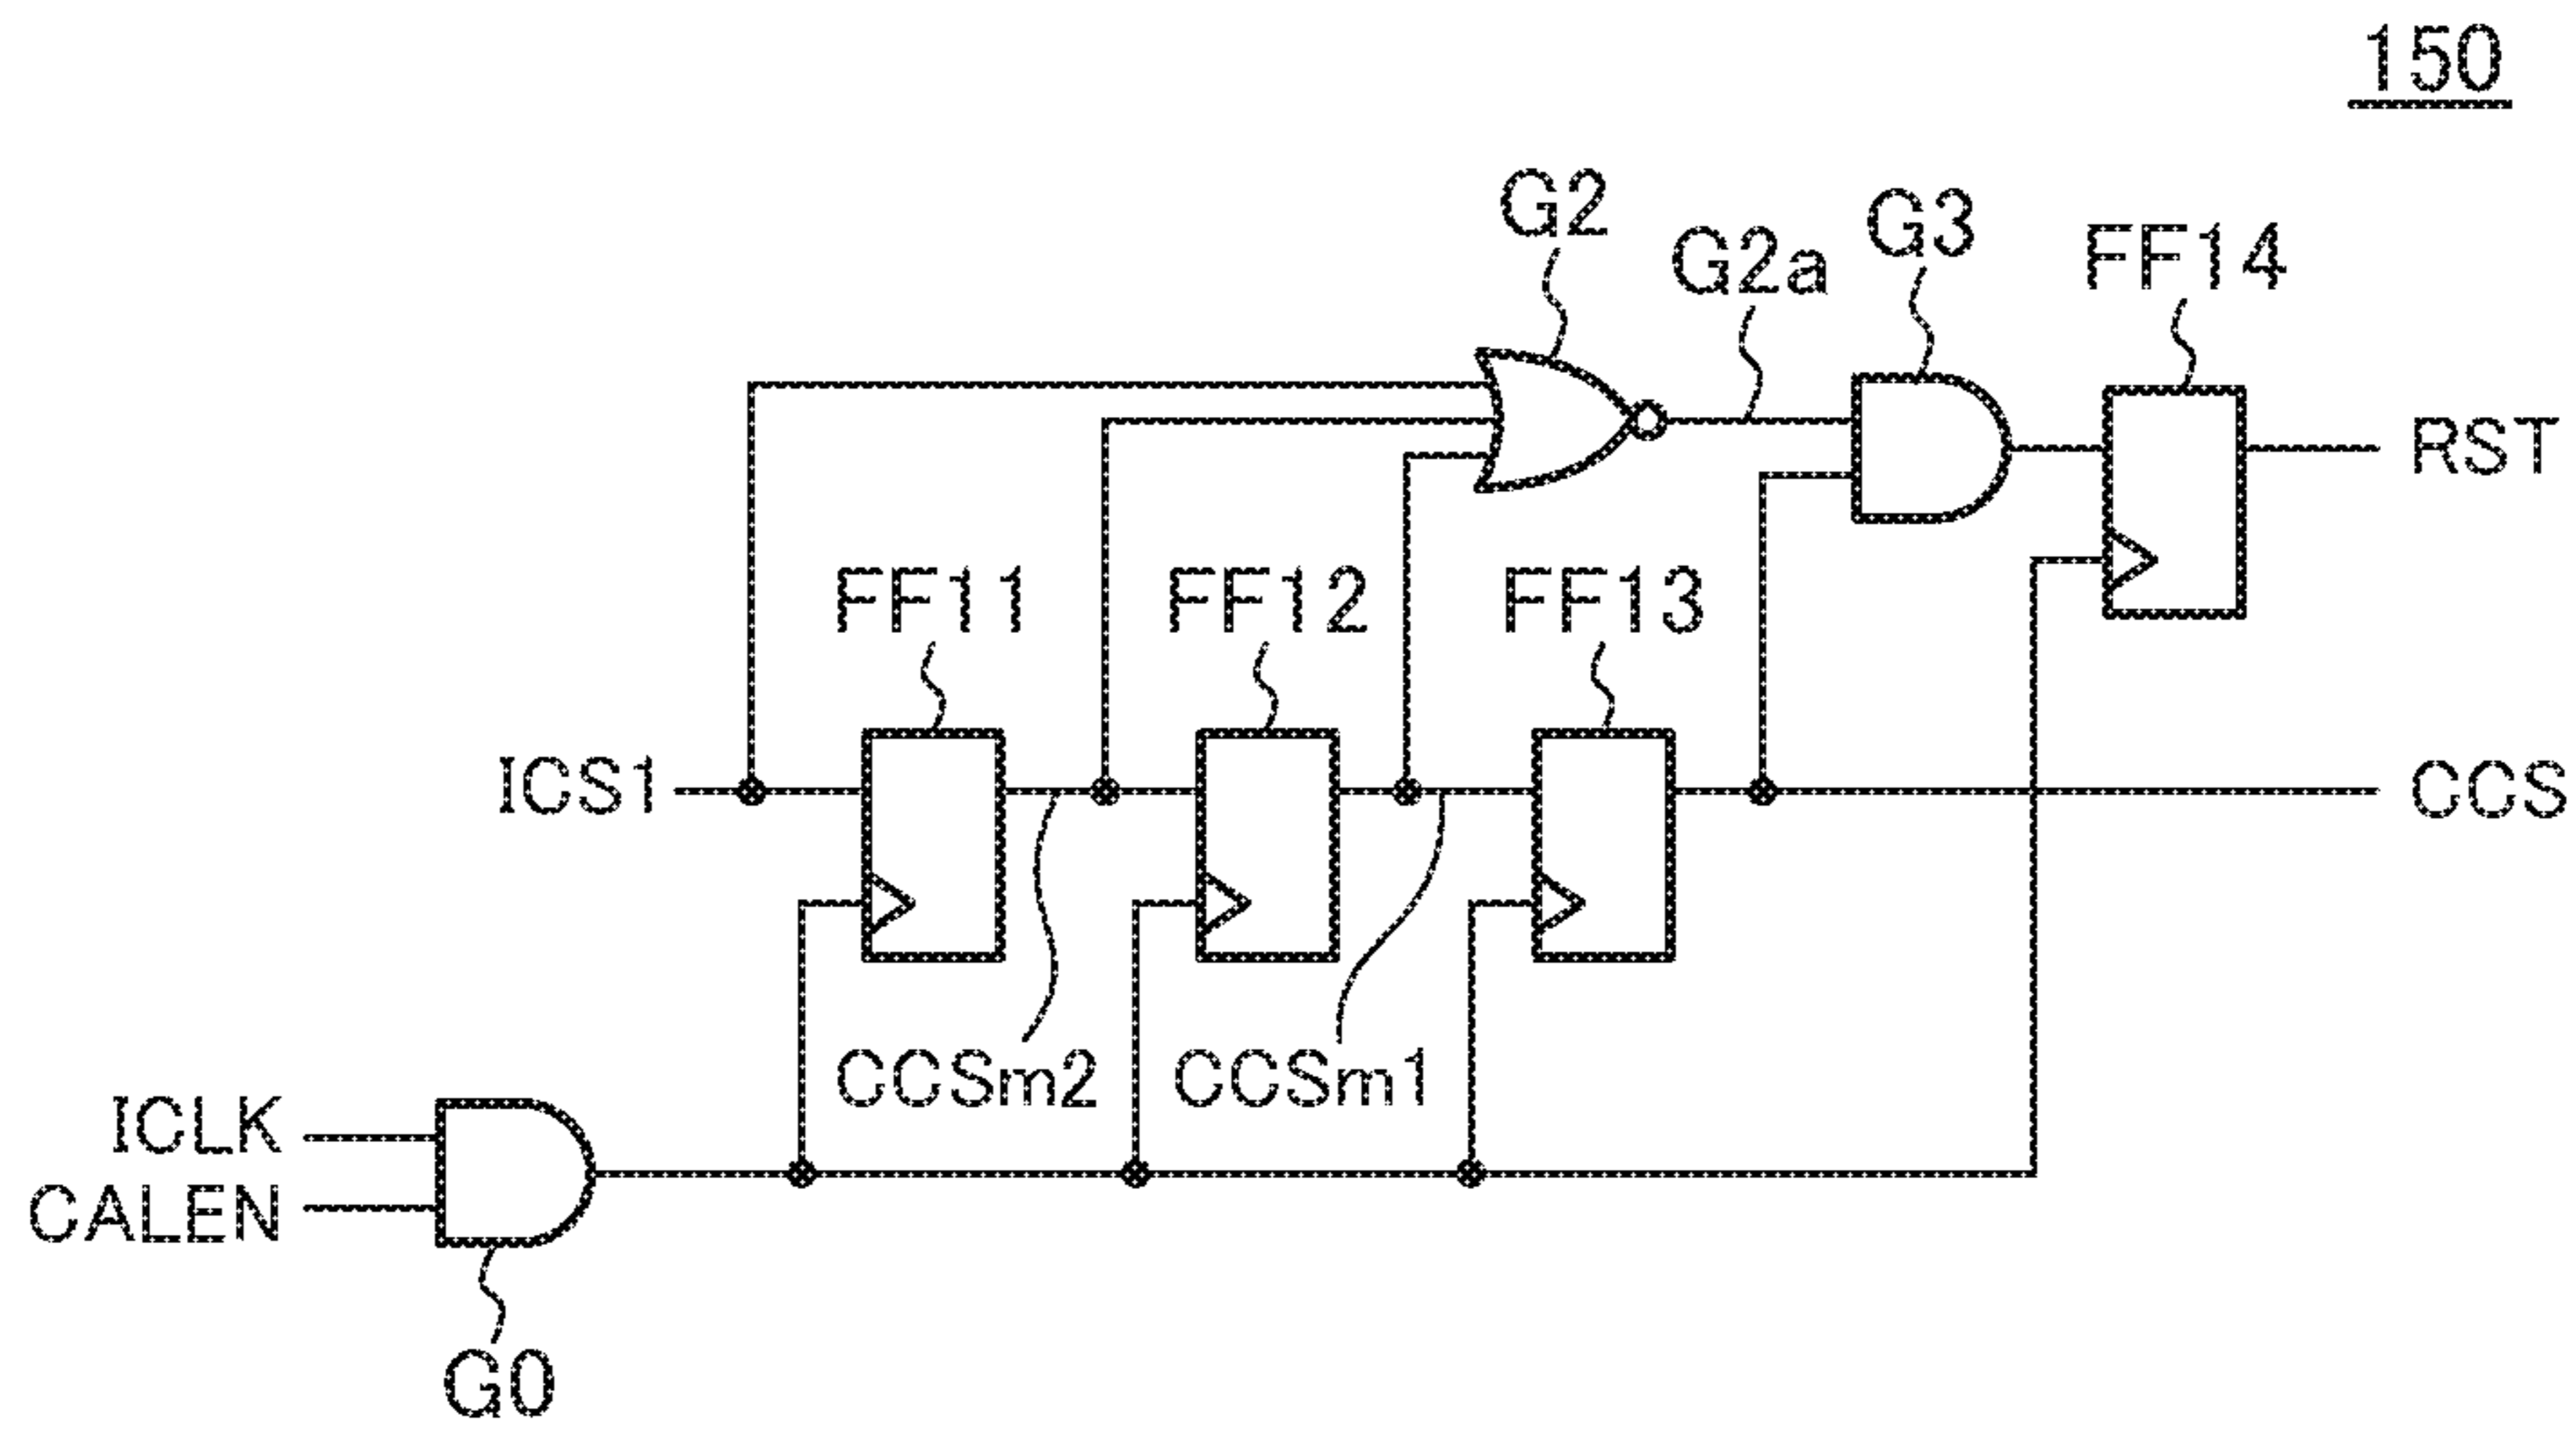 150
G2
G2a
G3
FF14
RST
FF11
FF12
FF13
ICS1
CCS
CCSm2
CCSm1
ICLK
CALEN
G0